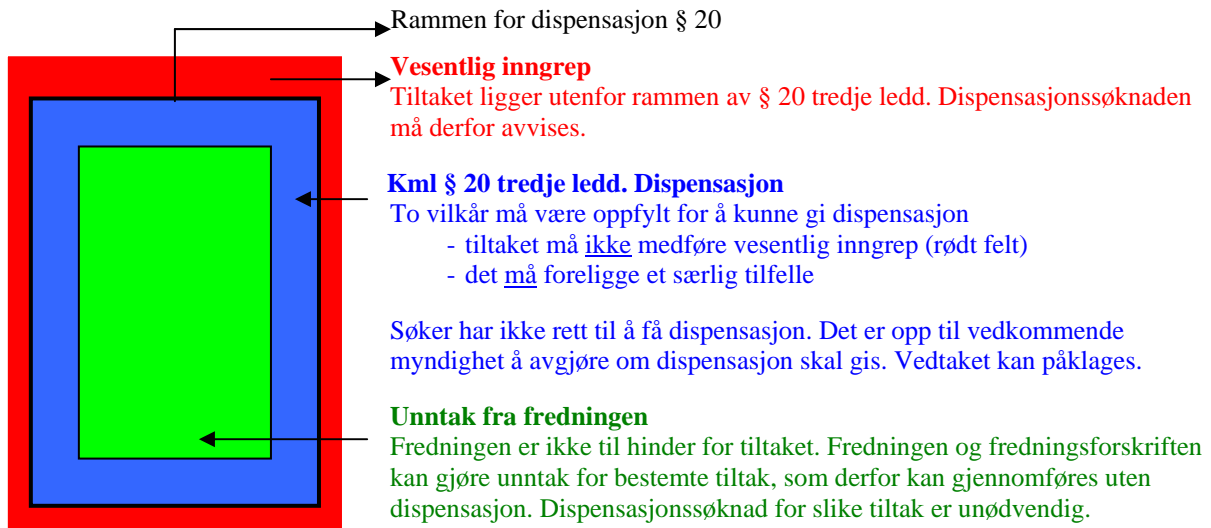 Rammen for dispensasjon § 20
Vesentlig inngrep
Tiltaket ligger utenfor rammen av § 20 tredje ledd. Dispensasjonssøknaden
må derfor avvises.
Kml § 20 tredje ledd. Dispensasjon
To vilkår må være oppfylt for å kunne gi dispensasjon
- tiltaket må ikke medføre vesentlig inngrep (rødt felt)
- det må foreligge et særlig tilfelle
Søker har ikke rett til å få dispensasjon. Det er opp til vedkommende
myndighet å avgjøre om dispensasjon skal gis. Vedtaket kan påklages.
Unntak fra fredningen
Fredningen er ikke til hinder for tiltaket. Fredningen og fredningsforskriften
kan gjøre unntak for bestemte tiltak, som derfor kan gjennomføres uten
dispensasjon. Dispensasjonssøknad for slike tiltak er unødvendig.